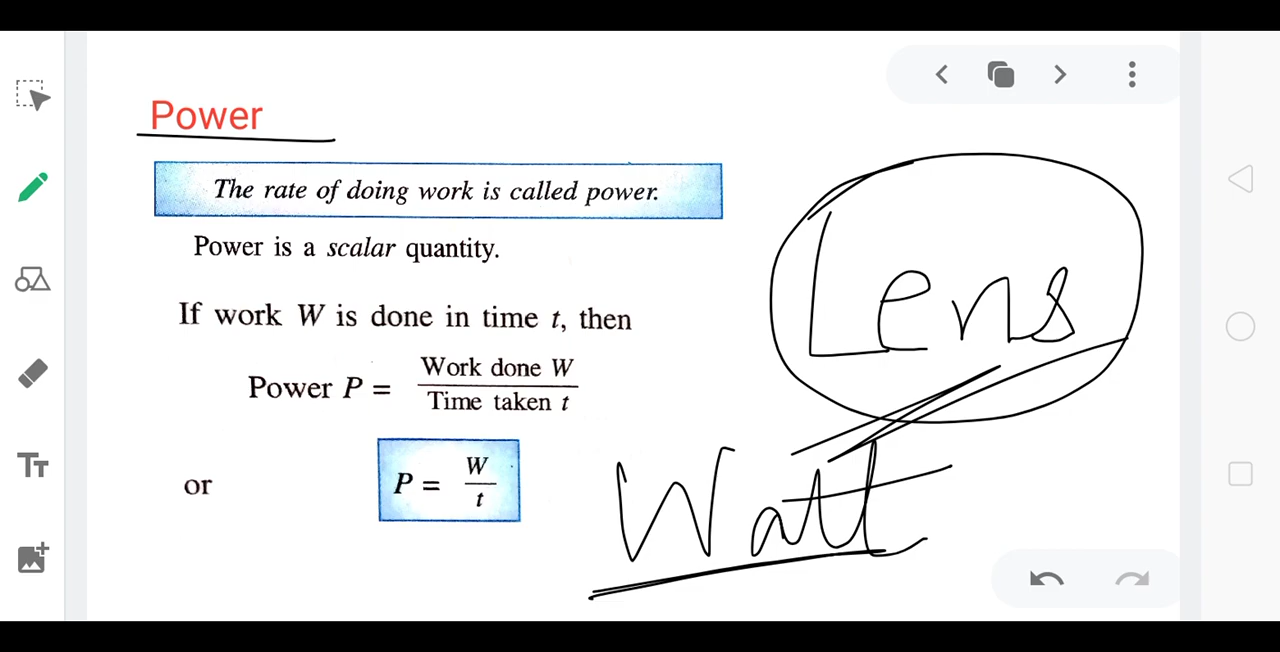 Power
The rate of doing work is called power.
Power is a scalar quantity.
If work W is done in time t, then
Power P = Work done W / Time taken t
or P = W / t
Lens
Watt
TT